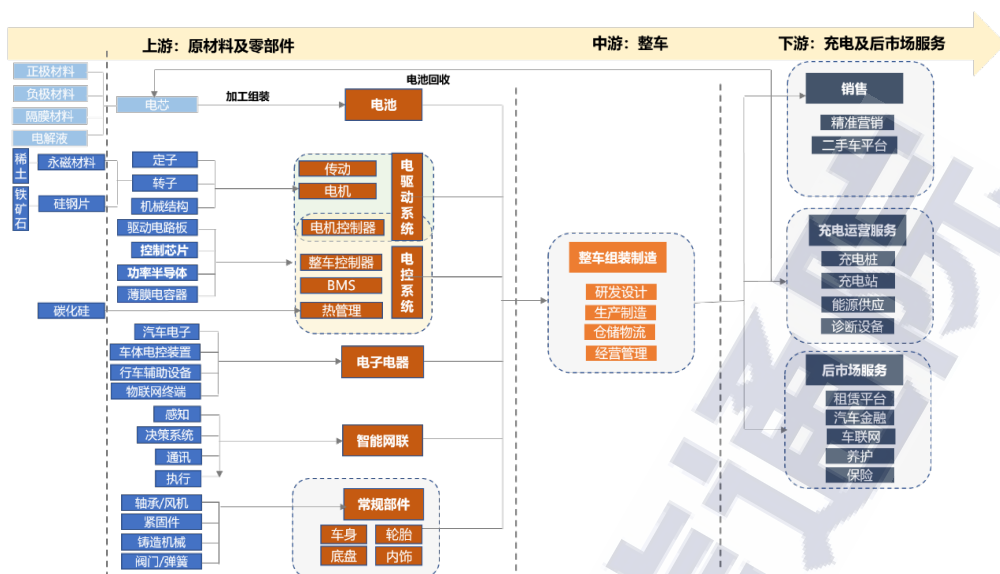 上游：原材料及零部件
中游：整车
下游：充电及后市场服务
正极材料
负极材料
隔膜材料
电解液
电芯
加工组装
电池
电池回收
稀土
永磁材料
铁矿石
硅钢片
定子
转子
机械结构
传动
电机
电机控制器
电驱动系统
驱动电路板
控制芯片
功率半导体
薄膜电容器
整车控制器
BMS
热管理
电控系统
碳化硅
汽车电子
车体电控装置
行车辅助设备
物联网终端
电子电器
感知
决策系统
通讯
执行
智能网联
轴承/风机
紧固件
铸造机械
阀门/弹簧
常规部件
车身
轮胎
底盘
内饰
整车组装制造
研发设计
生产制造
仓储物流
经营管理
销售
精准营销
二手车平台
充电运营服务
充电桩
充电站
能源供应
诊断设备
后市场服务
租赁平台
汽车金融
车联网
养护
保险